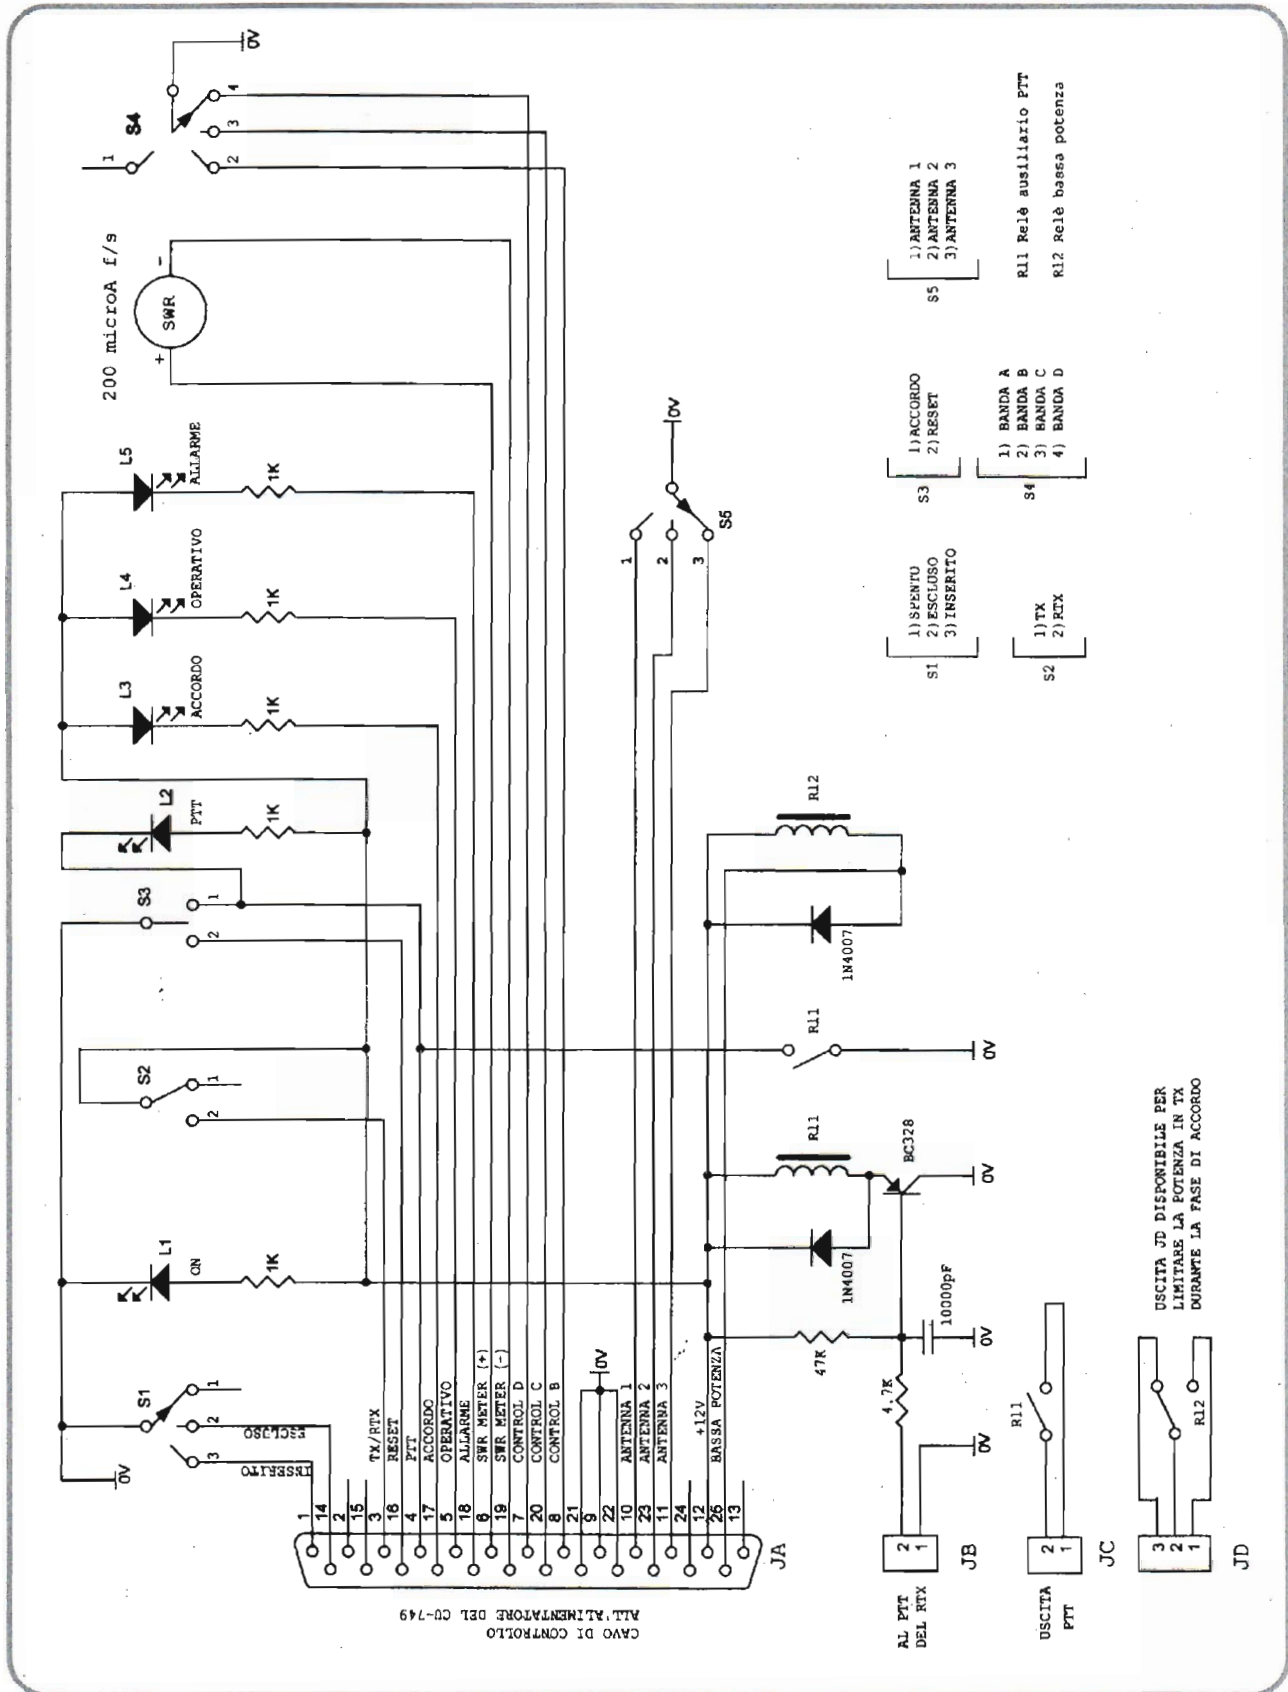 0V
S4
1
2
3
4
200 microA f/s
+
SWR
-
L5
ALLARME
1K
L4
OPERATIVO
1K
L3
ACCORDO
1K
L2
PTT
1K
S3
1
2
S2
1
2
L1
ON
1K
S1
1
2
3
0V
ESCLUSO
INSERITO
TX/RTX
RESET
PTT
ACCORDO
OPERATIVO
ALLARME
SWR METER (+)
SWR METER (-)
CONTROL D
CONTROL C
CONTROL B
0V
ANTENNA 1
ANTENNA 2
ANTENNA 3
+12V
BASSA POTENZA
1
14
2
15
3
16
4
17
5
18
6
19
7
20
8
21
9
22
10
23
11
24
12
26
13
JA
CAVO DI CONTROLLO
ALL'ALIMENTATORE DEL CU-749
0V
1
2
3
S5
R12
1N4007
R11
0V
R11
BC328
0V
1N4007
10000pF
0V
47K
4,7K
0V
2
1
JB
AL PTT
DEL RTX
R11
2
1
JC
USCITA
PTT
R12
3
2
1
JD
USCITA JD DISPONIBILE PER
LIMITARE LA POTENZA IN TX
DURANTE LA FASE DI ACCORDO
S1
1)SPENTU
2)ESCLUSO
3)INSERITO
S2
1)TX
2)RTX
S3
1)ACCORDO
2)RESET
S4
1) BANDA A
2) BANDA B
3) BANDA C
4) BANDA D
S5
1)ANTENNA 1
2)ANTENNA 2
3)ANTENNA 3
R11 Relè ausiliario PTT
R12 Relè bassa potenza